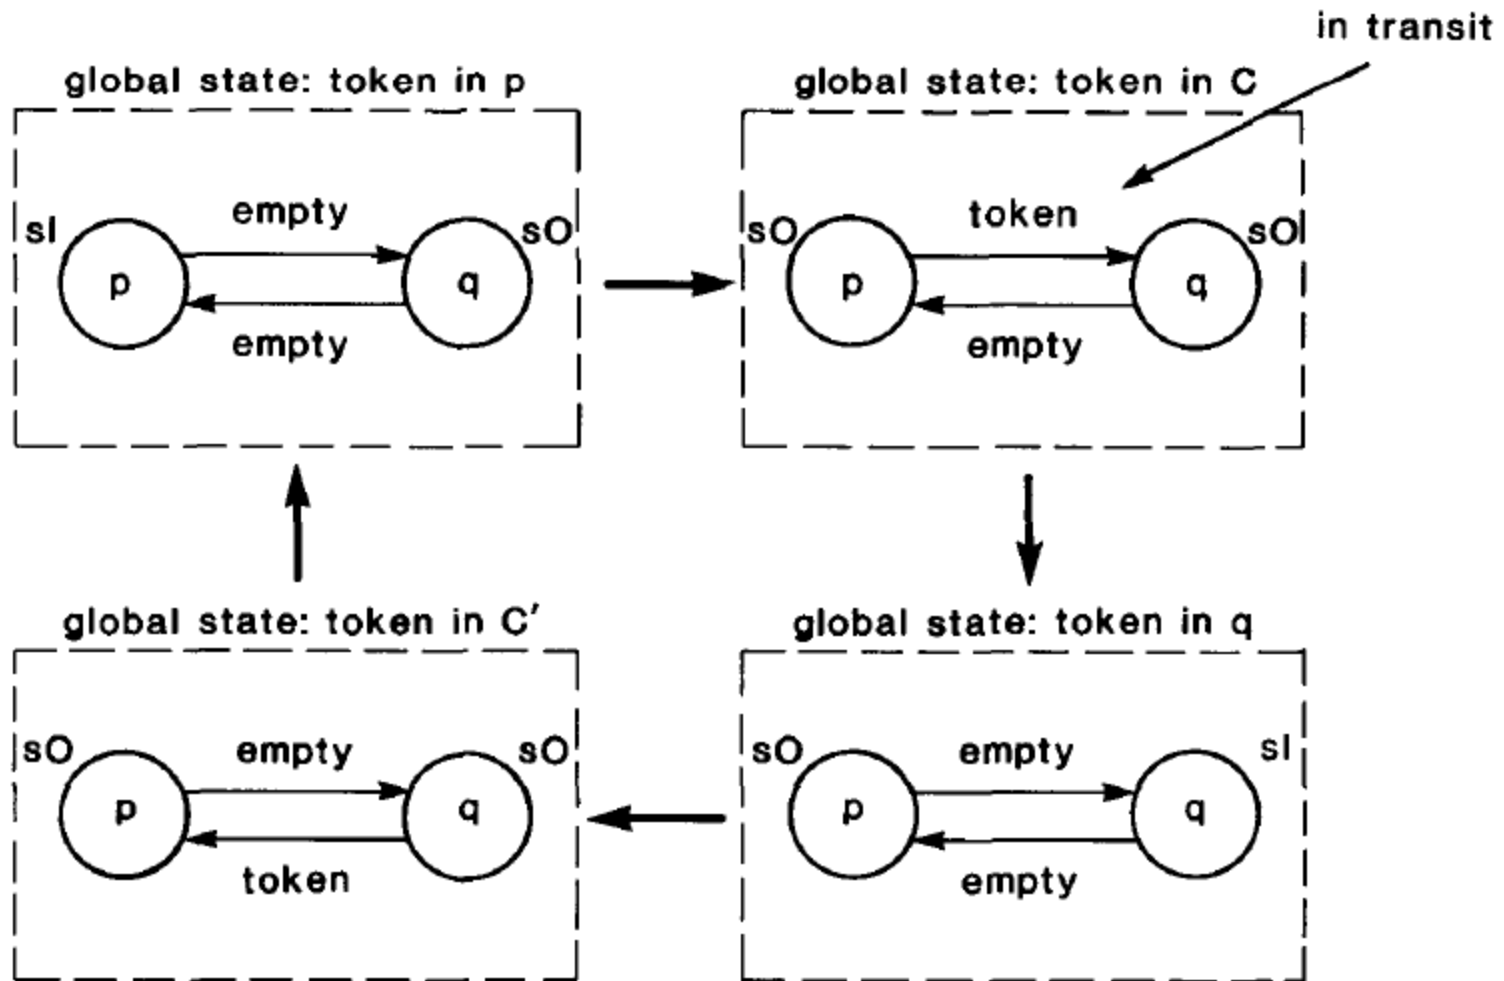 in transit
global state: token in p
global state: token in C
sI
empty
sO
p
q
empty
sO
token
sO
p
q
empty
global state: token in C′
global state: token in q
sO
empty
sO
p
q
token
sO
empty
sI
p
q
empty